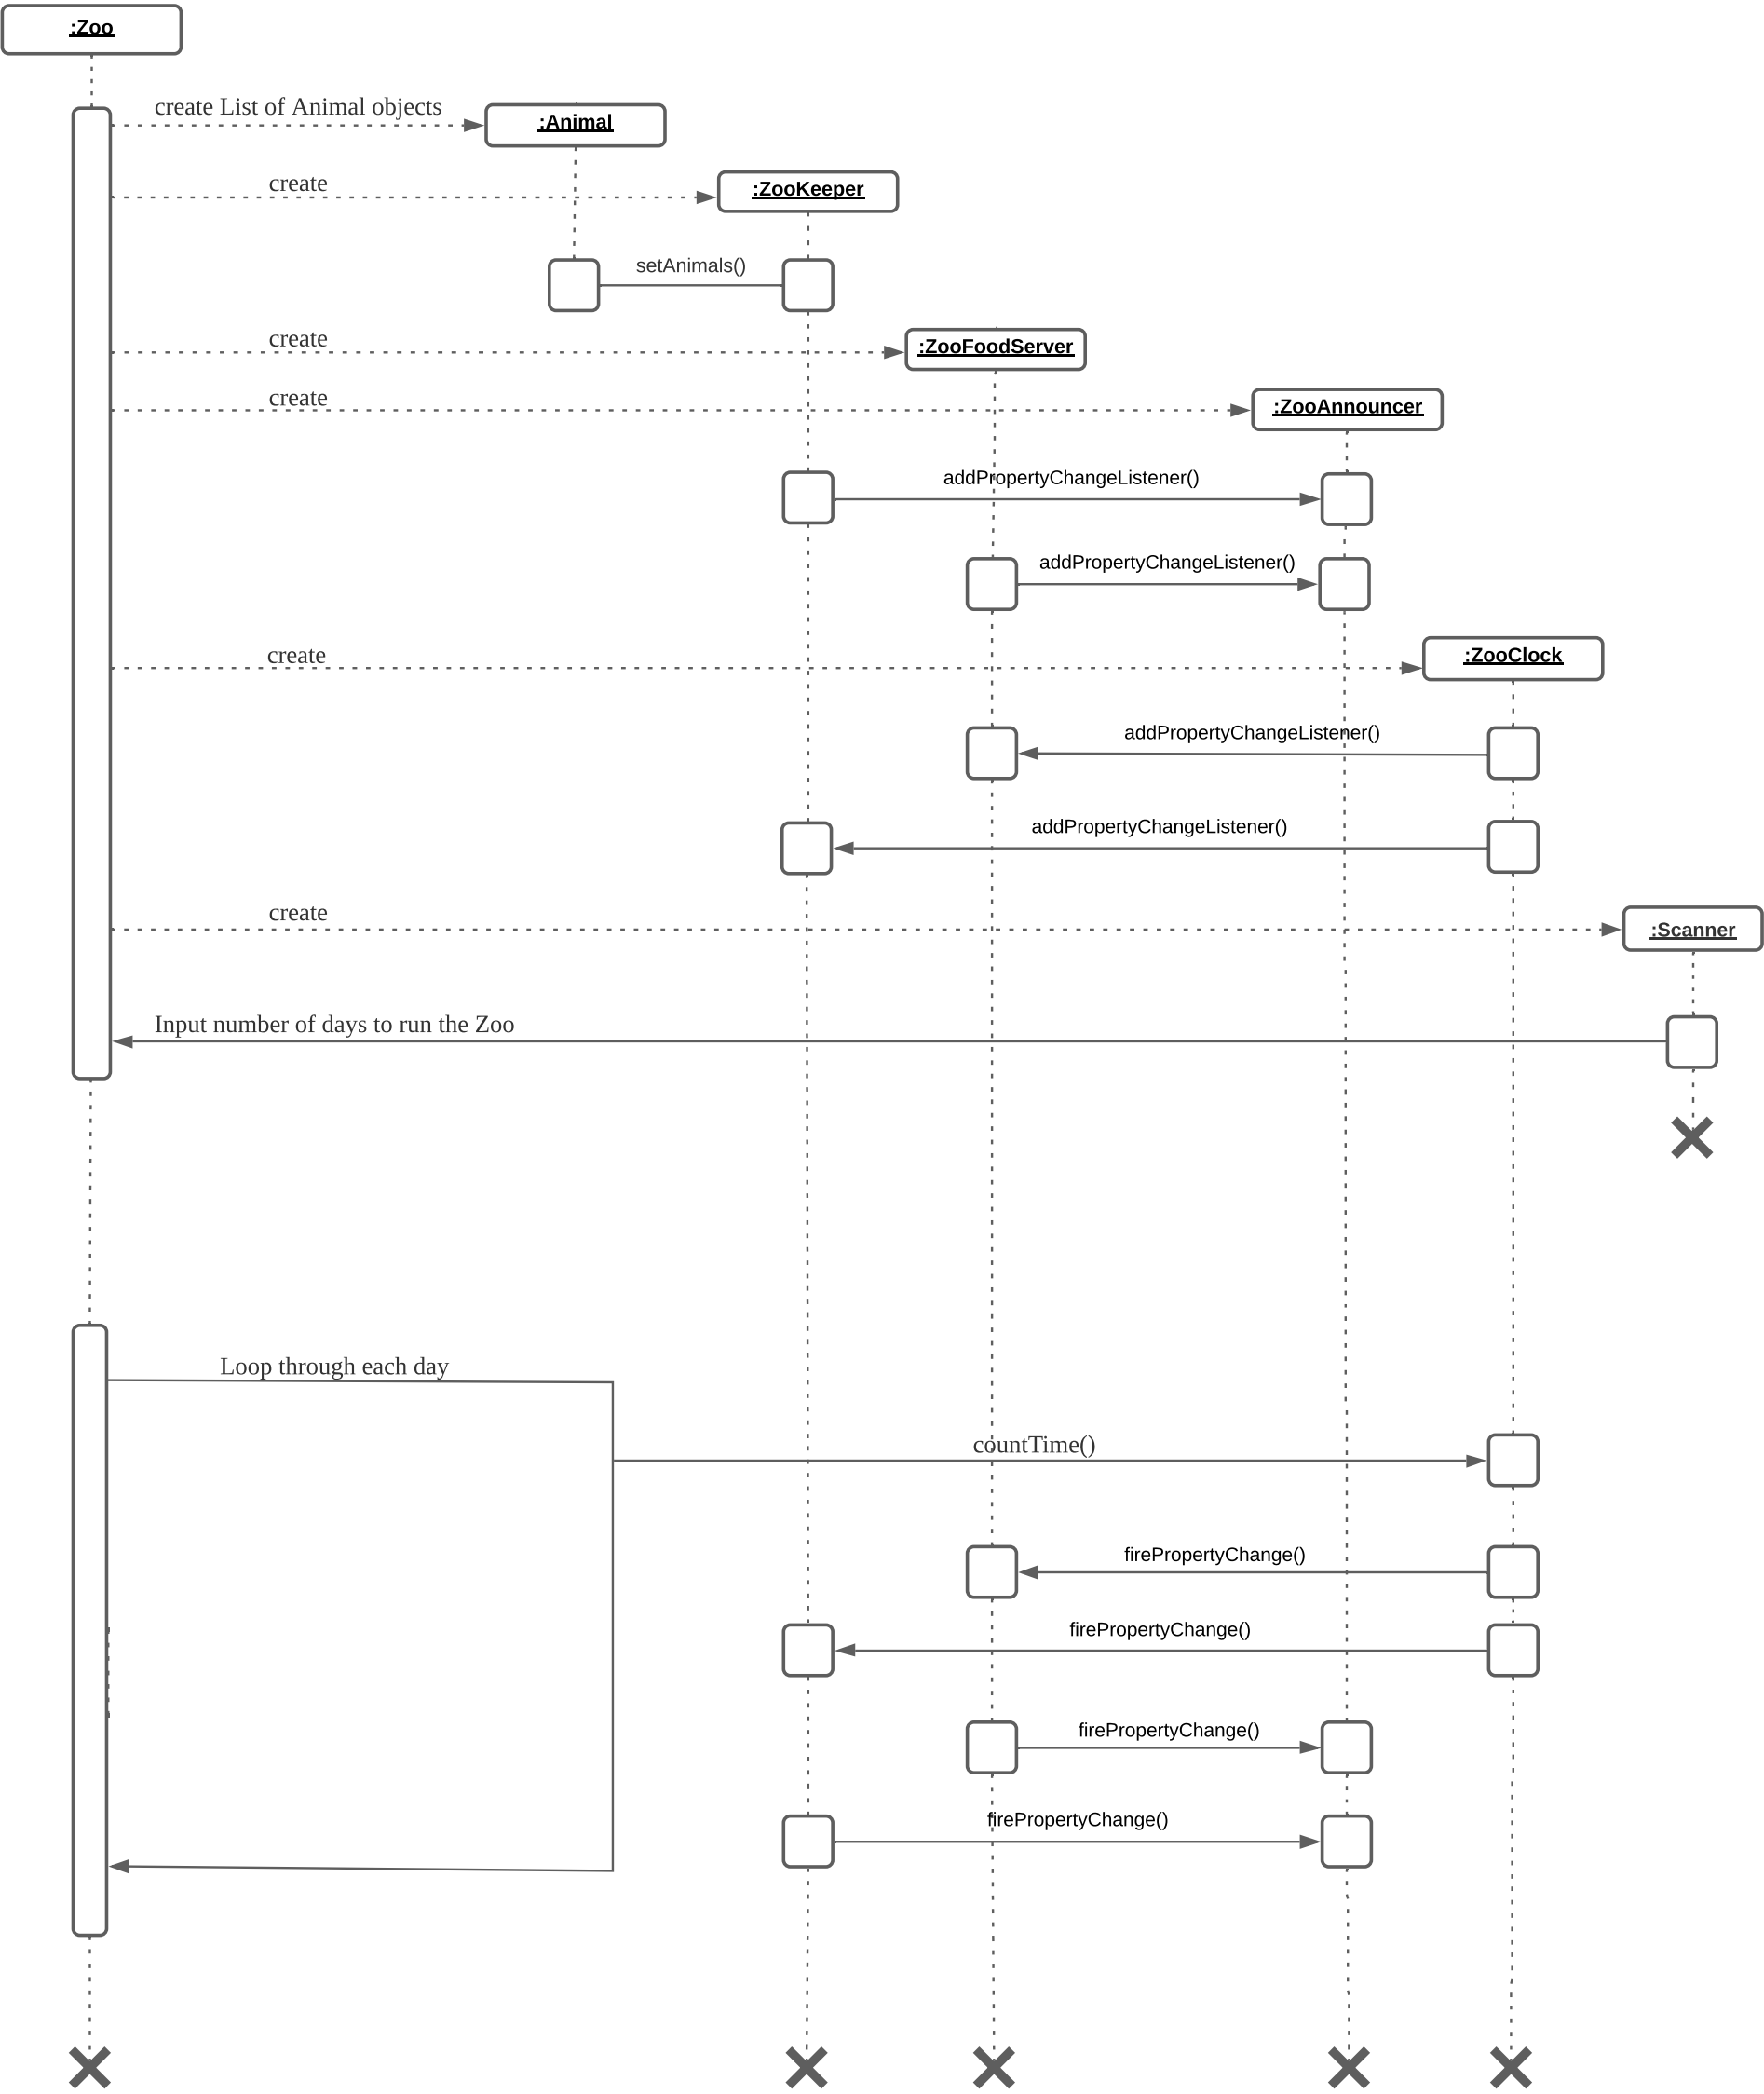 :Zoo
create List of Animal objects
:Animal
create
:ZooKeeper
setAnimals()
create
:ZooFoodServer
create
:ZooAnnouncer
addPropertyChangeListener()
addPropertyChangeListener()
create
:ZooClock
addPropertyChangeListener()
addPropertyChangeListener()
create
:Scanner
Input number of days to run the Zoo
Loop through each day
countTime()
firePropertyChange()
firePropertyChange()
firePropertyChange()
firePropertyChange()